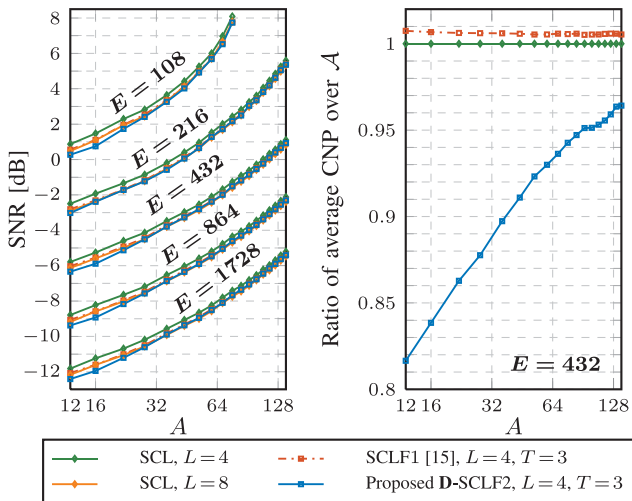 8
6
4
2
0
−2
−4
−6
−8
−10
−12
SNR [dB]
E = 108
E = 216
E = 432
E = 864
E = 1728
12 16 32 64 128
A
1
0.95
0.9
0.85
0.8
Ratio of average CNP over 𝒜
E = 432
12 16 32 64 128
A
SCL, L = 4
SCLF1 [15], L = 4, T = 3
SCL, L = 8
Proposed D-SCLF2, L = 4, T = 3